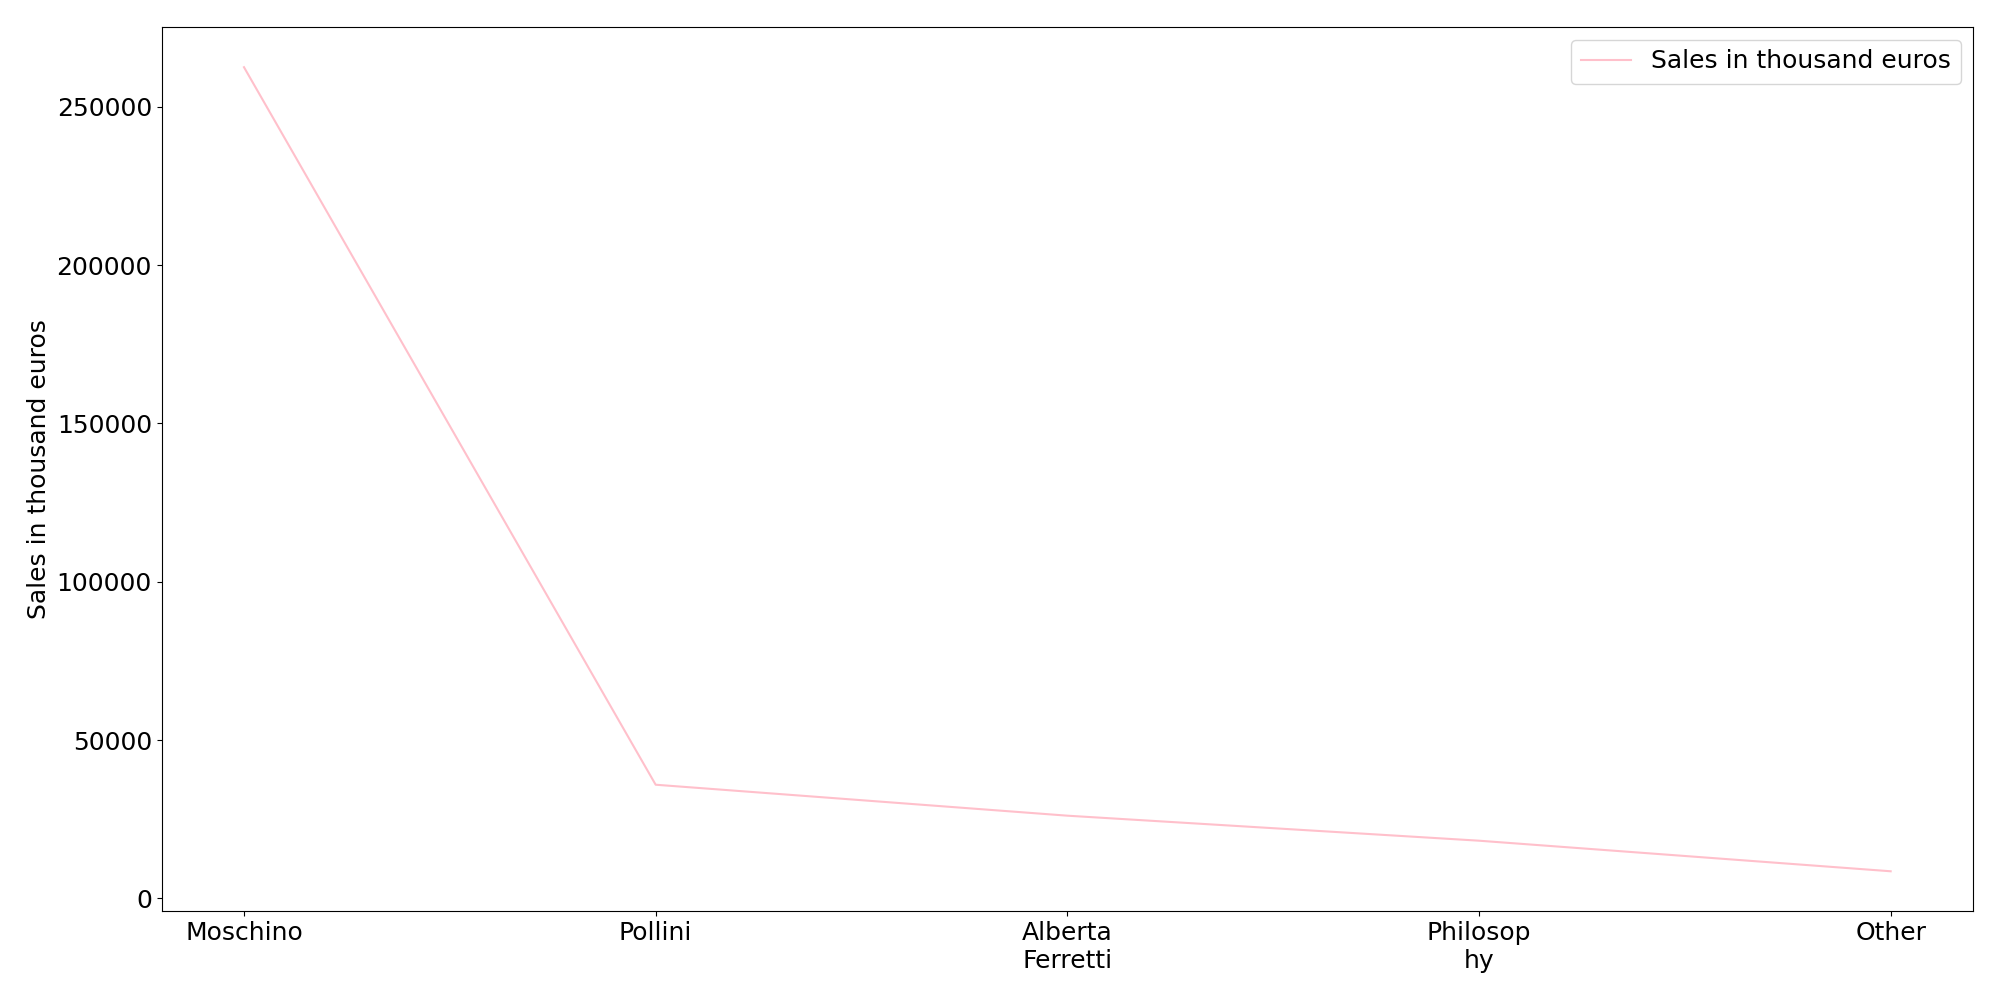 Sales in thousand euros
250000
200000
150000
100000
50000
0
Sales in thousand euros
Moschino
Pollini
Alberta
Ferretti
Philosop
hy
Other